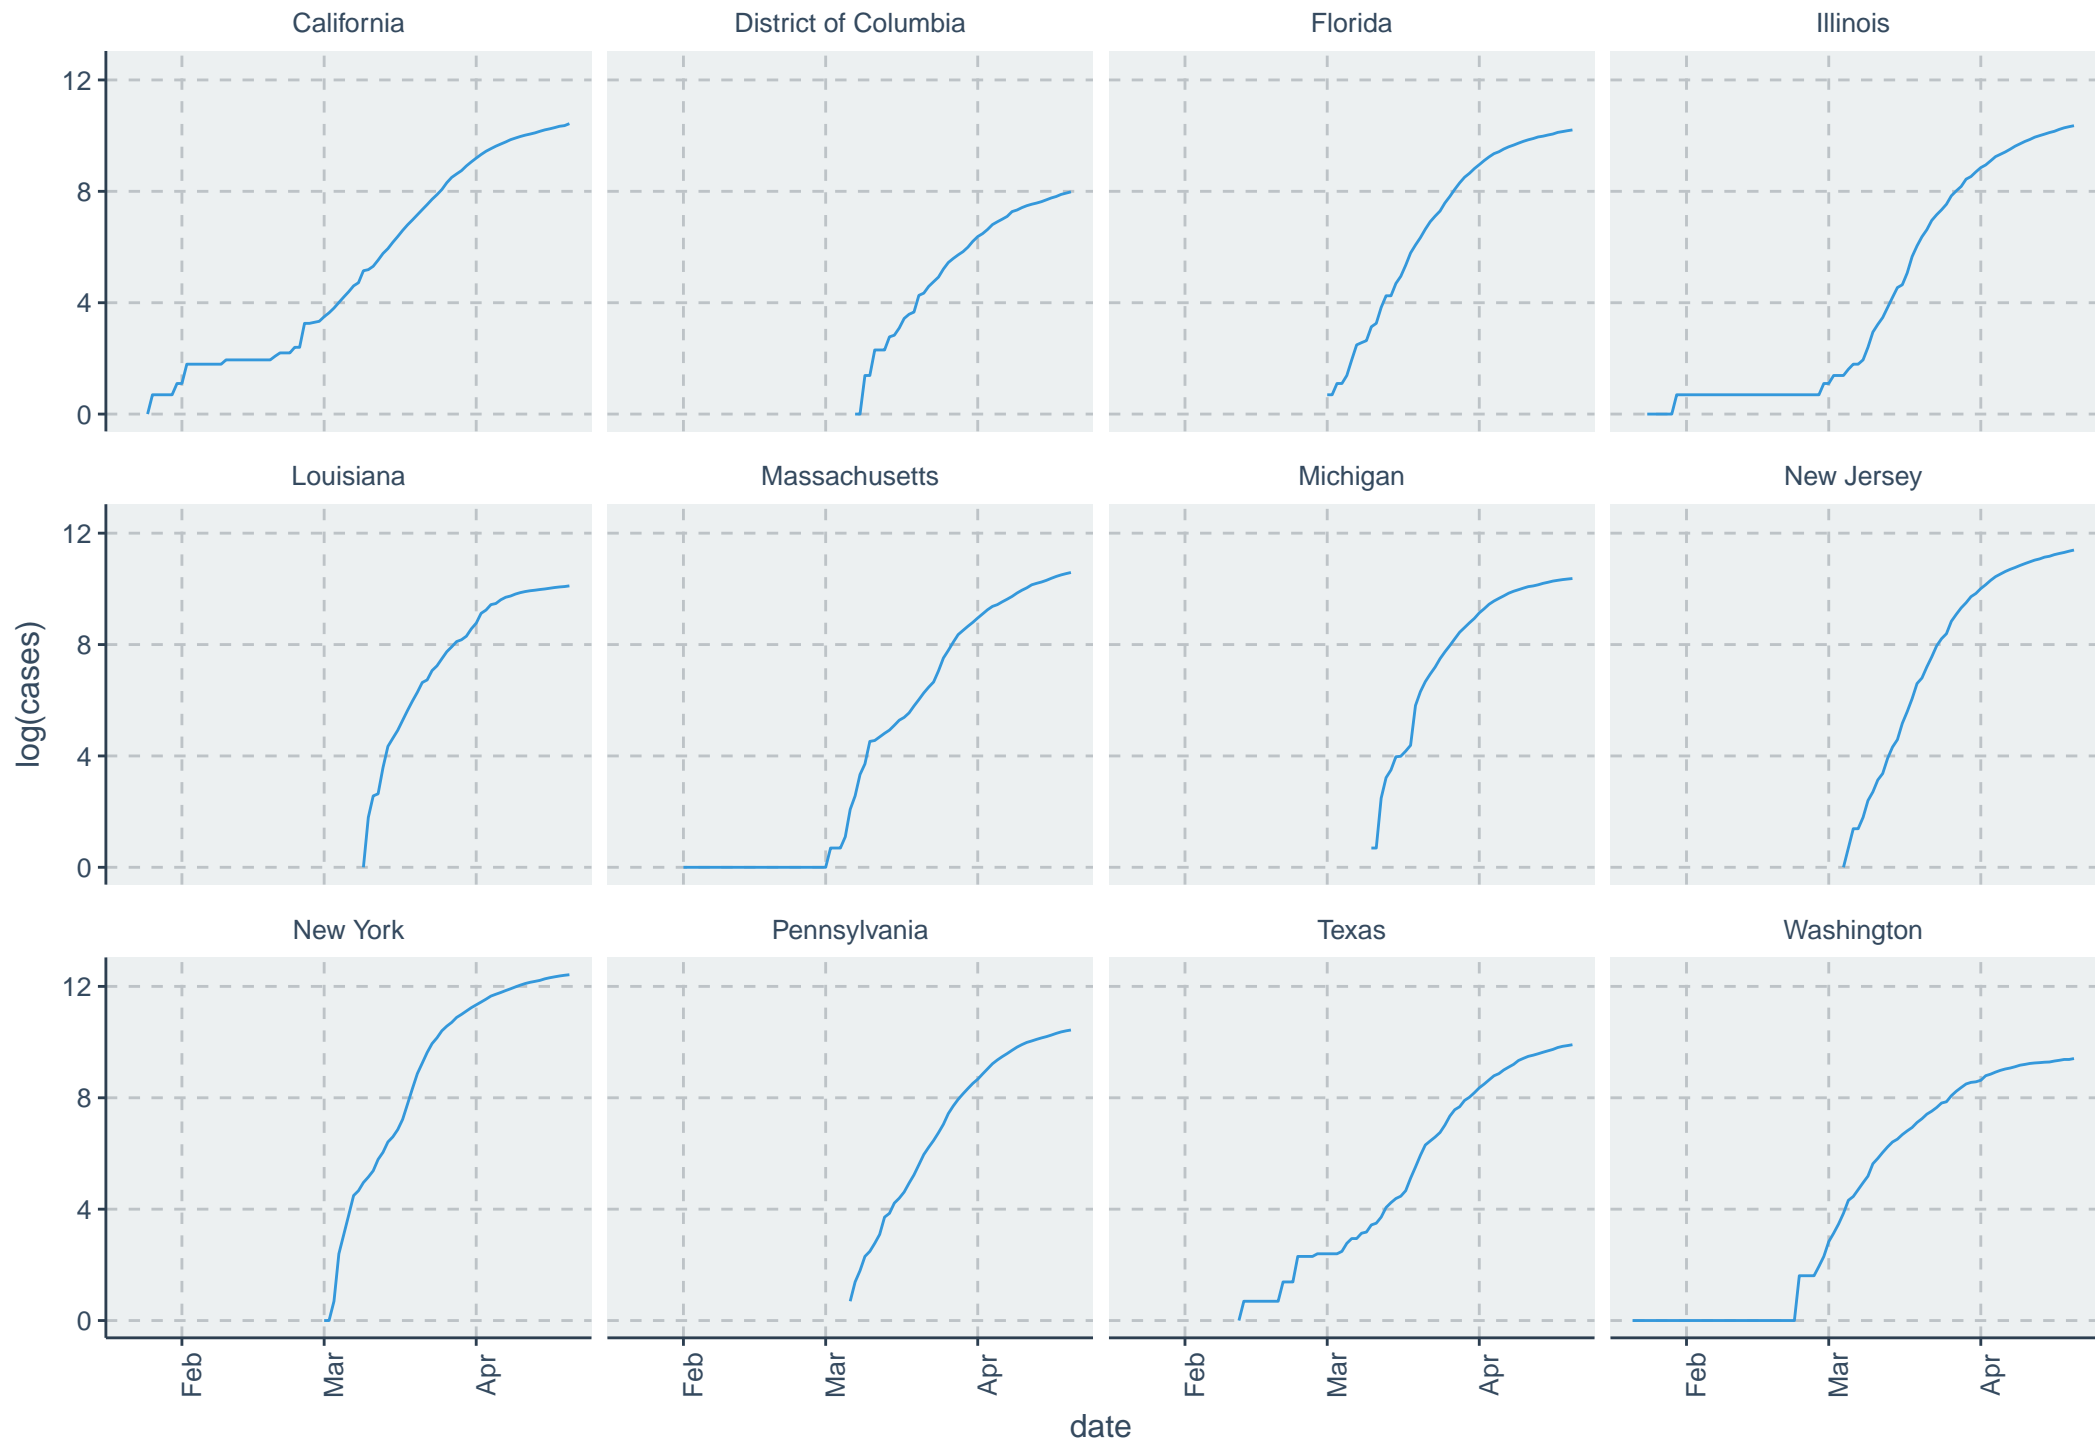 California District of Columbia Florida Illinois
12
8
4
0
Louisiana Massachusetts Michigan New Jersey
12
8
4
0
log(cases)
New York Pennsylvania Texas Washington
12
8
4
0
Feb Mar Apr Feb Mar Apr Feb Mar Apr Feb Mar Apr
date